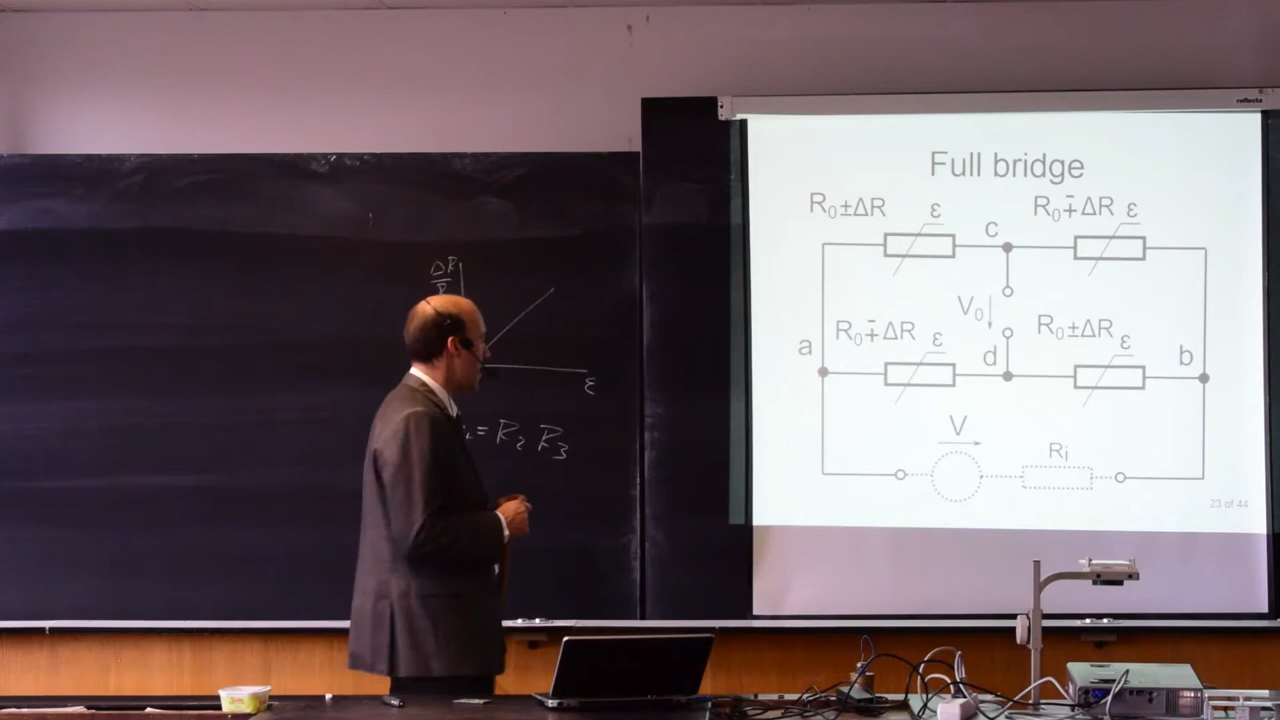 reflecta
Full bridge
R₀±ΔR ε
R₀∓ΔR ε
c
V₀
R₀∓ΔR ε
R₀±ΔR ε
a
d
b
V
Rᵢ
23 of 44
ΔR
ε
= R₂ R₃